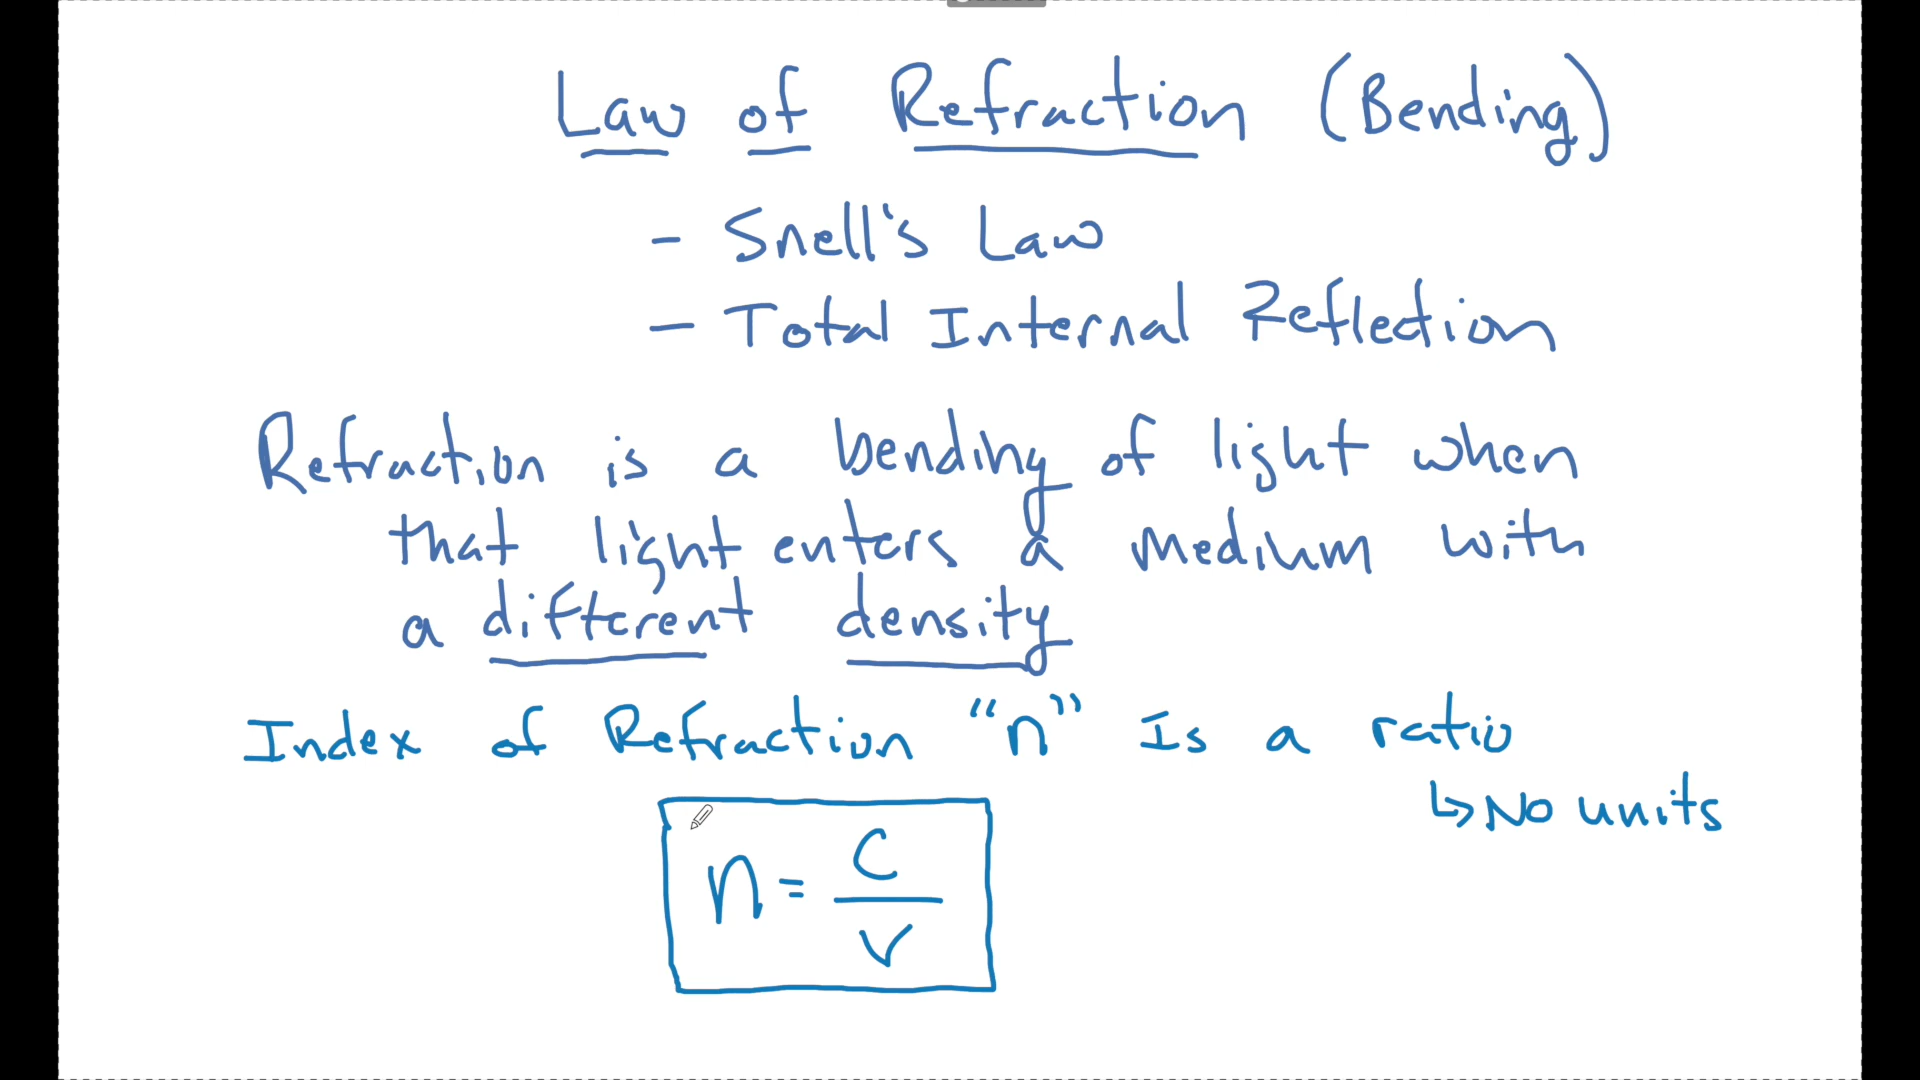 Law of Refraction (Bending)
- Snell's Law
- Total Internal Reflection
Refraction is a bending of light when
that light enters a medium with
a different density
Index of Refraction "n" Is a ratio
↳ No units
n = c/v